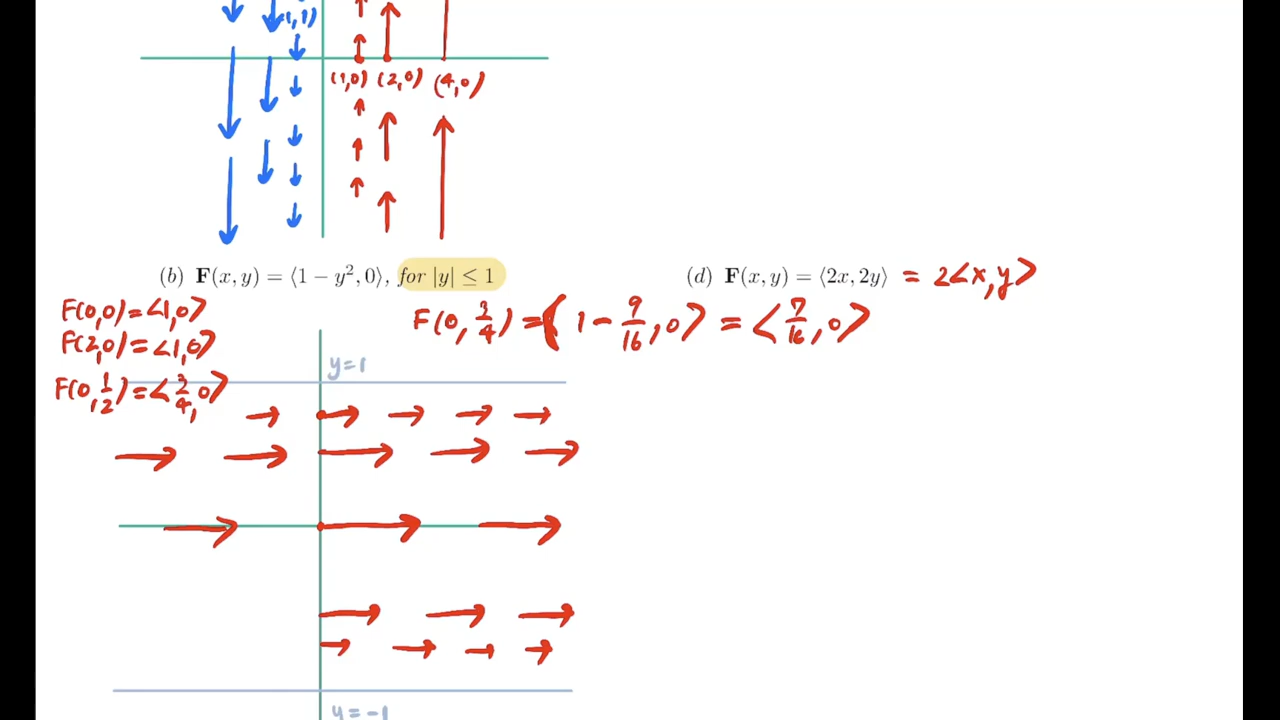 (-1,1)
(1,0) (2,0) (4,0)
(b) F(x, y) = ⟨1 − y², 0⟩, for |y| ≤ 1
(d) F(x, y) = ⟨2x, 2y⟩ = 2<x,y>
F(0,0)=<1,0>
F(2,0)=<1,0>
F(0,1/2)=<3/4,0>
F(0,3/4)=<1-9/16,0>=<7/16,0>
y=1
y=-1